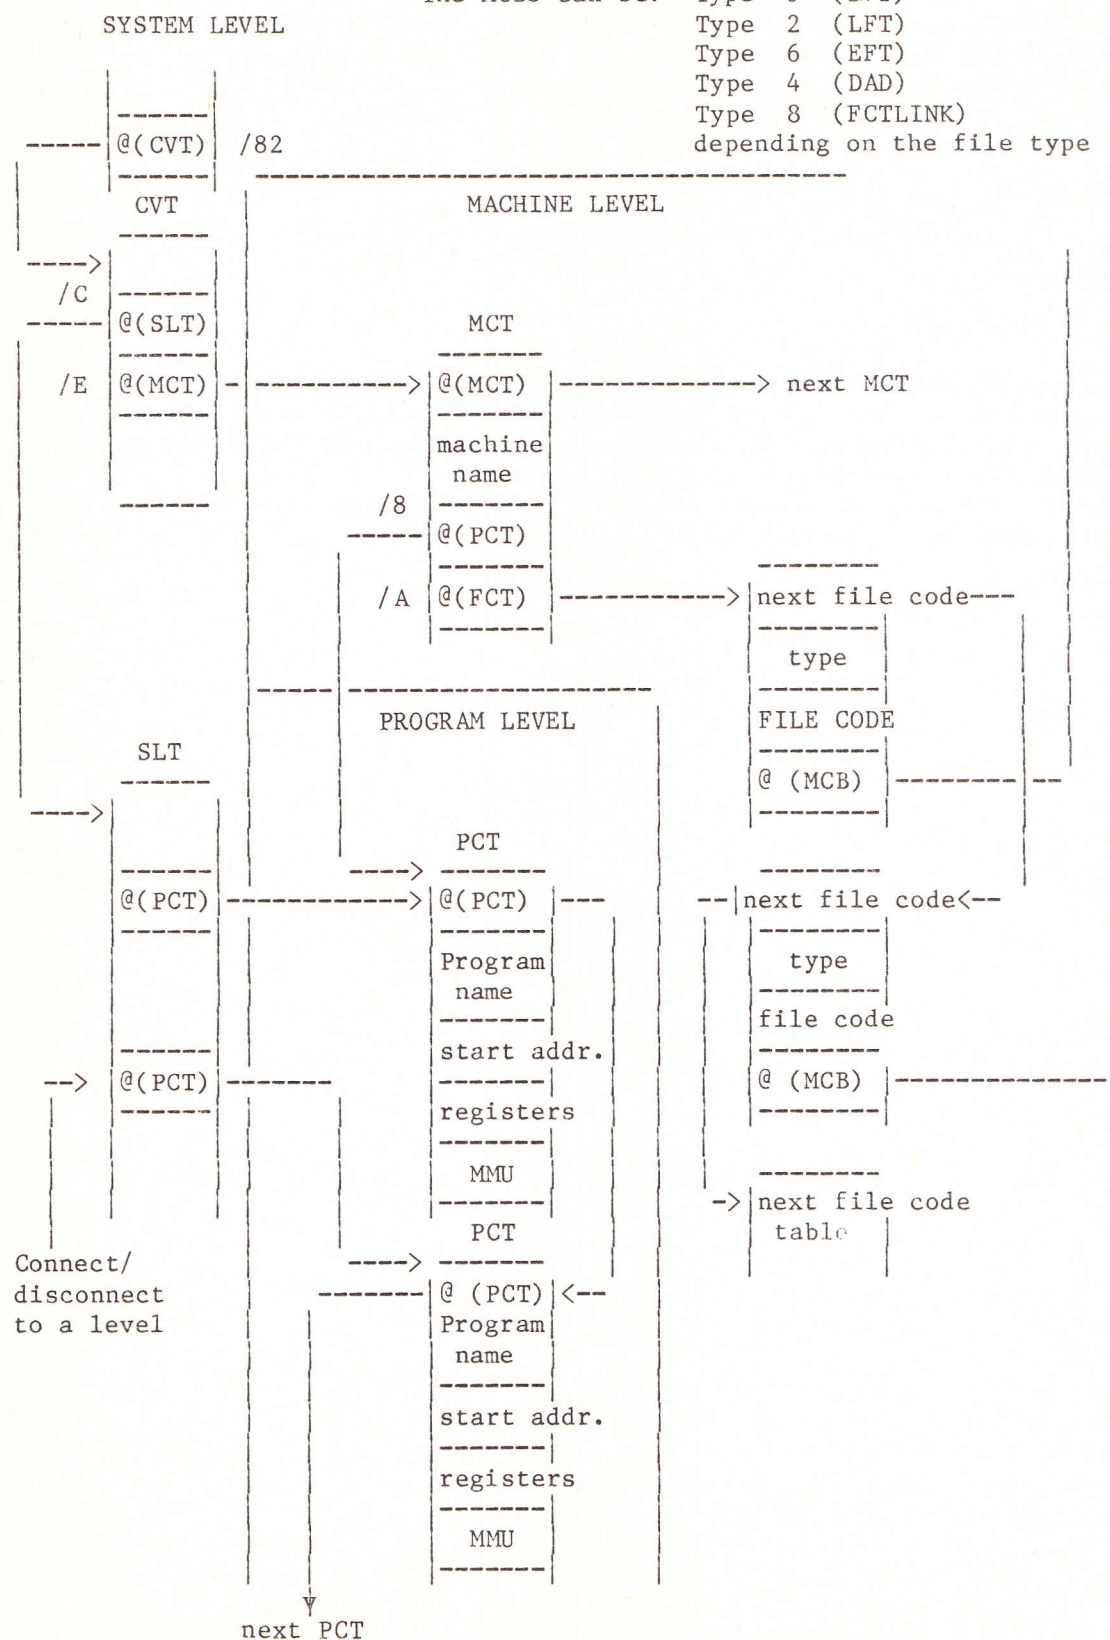 SYSTEM LEVEL
Type 2 (LFT)
Type 6 (EFT)
Type 4 (DAD)
Type 8 (FCTLINK)
depending on the file type
@(CVT) /82
CVT
MACHINE LEVEL
/C
@(SLT)
MCT
/E @(MCT)
@(MCT) next MCT
machine
name
/8
@(PCT)
/A @(FCT)
next file code
type
PROGRAM LEVEL
FILE CODE
SLT
@ (MCB)
PCT
@(PCT)
@(PCT)
next file code
Program
name
type
start addr.
file code
@(PCT)
@ (MCB)
registers
MMU
next file code
table
PCT
Connect/
disconnect
to a level
@ (PCT)
Program
name
start addr.
registers
MMU
next PCT